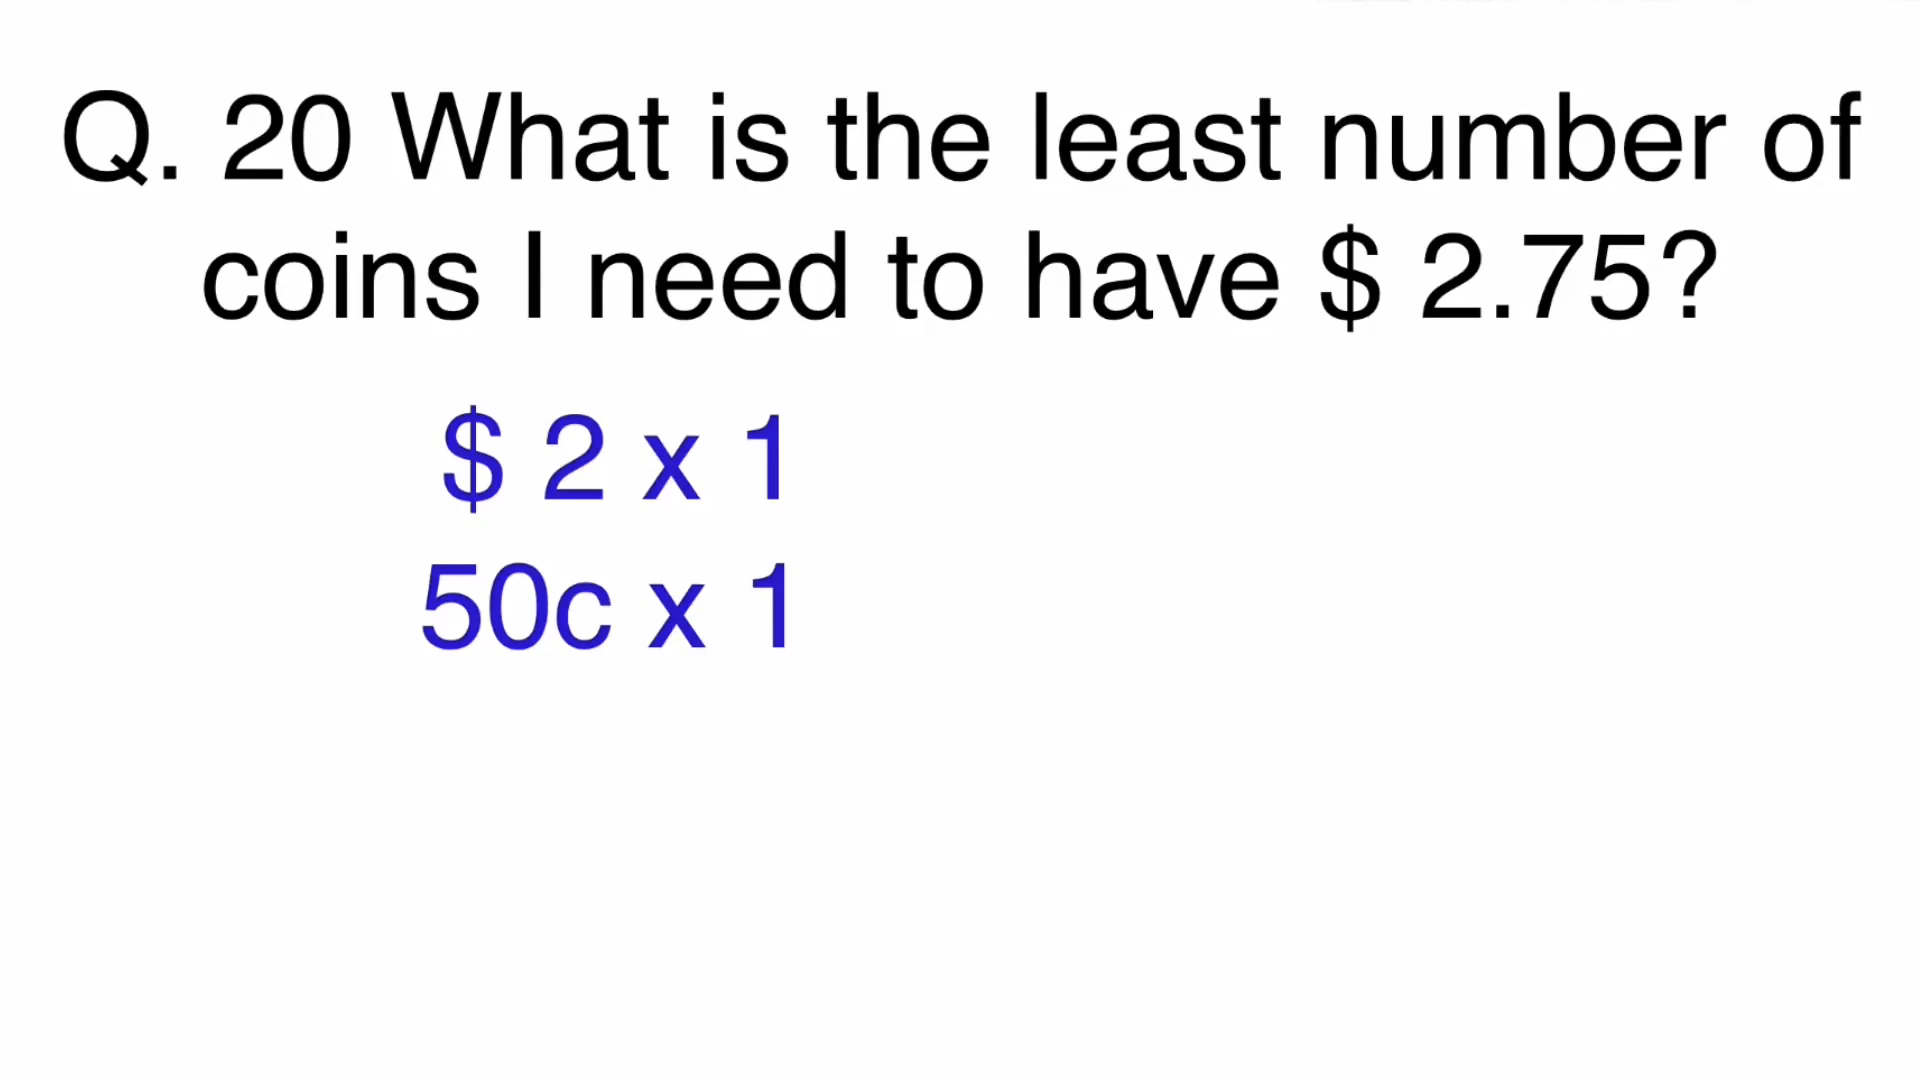 Q. 20 What is the least number of
coins I need to have $ 2.75?
$ 2 x 1
50c x 1